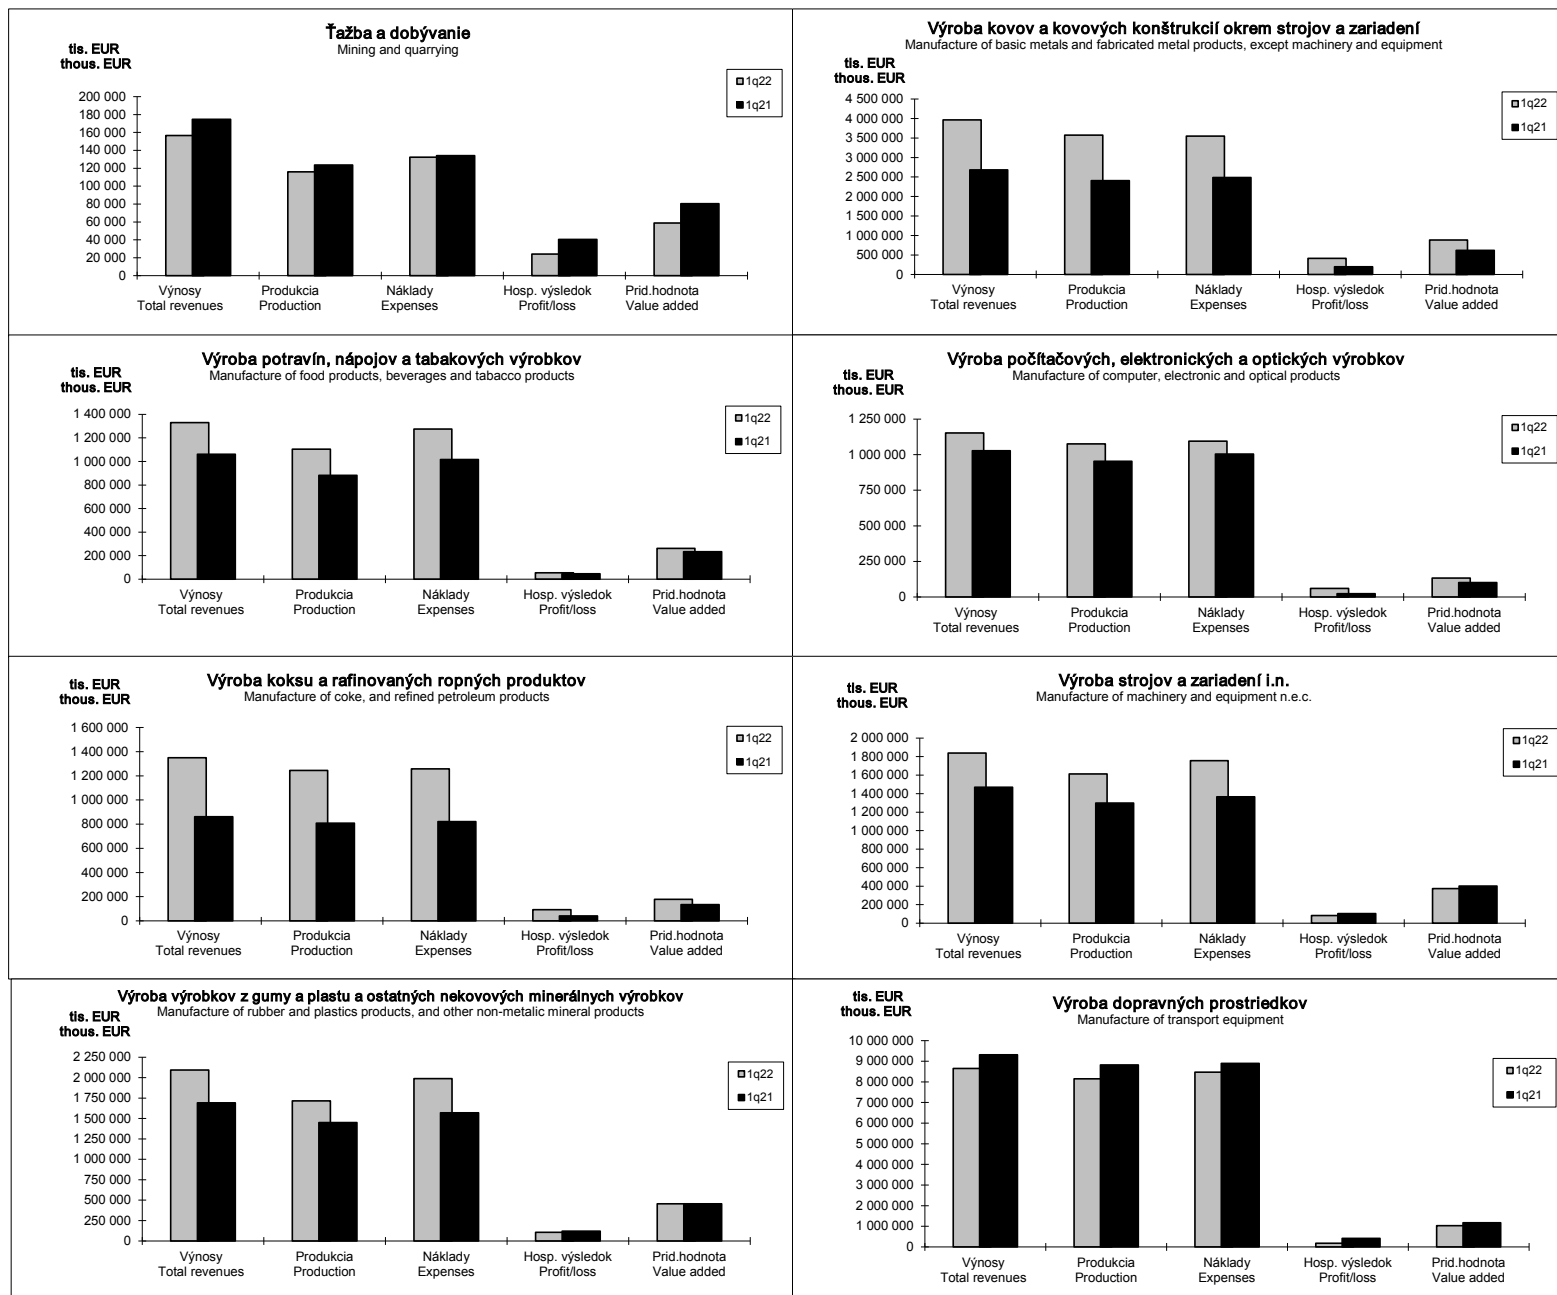 Ťažba a dobývanie
Mining and quarrying
tis. EUR
thous. EUR
1q22
1q21
200 000
180 000
160 000
140 000
120 000
100 000
80 000
60 000
40 000
20 000
0
Výnosy Produkcia Náklady Hosp. výsledok Prid.hodnota
Total revenues Production Expenses Profit/loss Value added
Výroba kovov a kovových konštrukcií okrem strojov a zariadení
Manufacture of basic metals and fabricated metal products, except machinery and equipment
tis. EUR
thous. EUR
1q22
1q21
4 500 000
4 000 000
3 500 000
3 000 000
2 500 000
2 000 000
1 500 000
1 000 000
500 000
0
Výnosy Produkcia Náklady Hosp. výsledok Prid.hodnota
Total revenues Production Expenses Profit/loss Value added
Výroba potravín, nápojov a tabakových výrobkov
Manufacture of food products, beverages and tabacco products
tis. EUR
thous. EUR
1q22
1q21
1 400 000
1 200 000
1 000 000
800 000
600 000
400 000
200 000
0
Výnosy Produkcia Náklady Hosp. výsledok Prid.hodnota
Total revenues Production Expenses Profit/loss Value added
Výroba počítačových, elektronických a optických výrobkov
Manufacture of computer, electronic and optical products
tis. EUR
thous. EUR
1q22
1q21
1 250 000
1 000 000
750 000
500 000
250 000
0
Výnosy Produkcia Náklady Hosp. výsledok Prid.hodnota
Total revenues Production Expenses Profit/loss Value added
Výroba koksu a rafinovaných ropných produktov
Manufacture of coke, and refined petroleum products
tis. EUR
thous. EUR
1q22
1q21
1 600 000
1 400 000
1 200 000
1 000 000
800 000
600 000
400 000
200 000
0
Výnosy Produkcia Náklady Hosp. výsledok Prid.hodnota
Total revenues Production Expenses Profit/loss Value added
Výroba strojov a zariadení i.n.
Manufacture of machinery and equipment n.e.c.
tis. EUR
thous. EUR
1q22
1q21
2 000 000
1 800 000
1 600 000
1 400 000
1 200 000
1 000 000
800 000
600 000
400 000
200 000
0
Výnosy Produkcia Náklady Hosp. výsledok Prid.hodnota
Total revenues Production Expenses Profit/loss Value added
Výroba výrobkov z gumy a plastu a ostatných nekovových minerálnych výrobkov
Manufacture of rubber and plastics products, and other non-metalic mineral products
tis. EUR
thous. EUR
1q22
1q21
2 250 000
2 000 000
1 750 000
1 500 000
1 250 000
1 000 000
750 000
500 000
250 000
0
Výnosy Produkcia Náklady Hosp. výsledok Prid.hodnota
Total revenues Production Expenses Profit/loss Value added
Výroba dopravných prostriedkov
Manufacture of transport equipment
tis. EUR
thous. EUR
1q22
1q21
10 000 000
9 000 000
8 000 000
7 000 000
6 000 000
5 000 000
4 000 000
3 000 000
2 000 000
1 000 000
0
Výnosy Produkcia Náklady Hosp. výsledok Prid.hodnota
Total revenues Production Expenses Profit/loss Value added